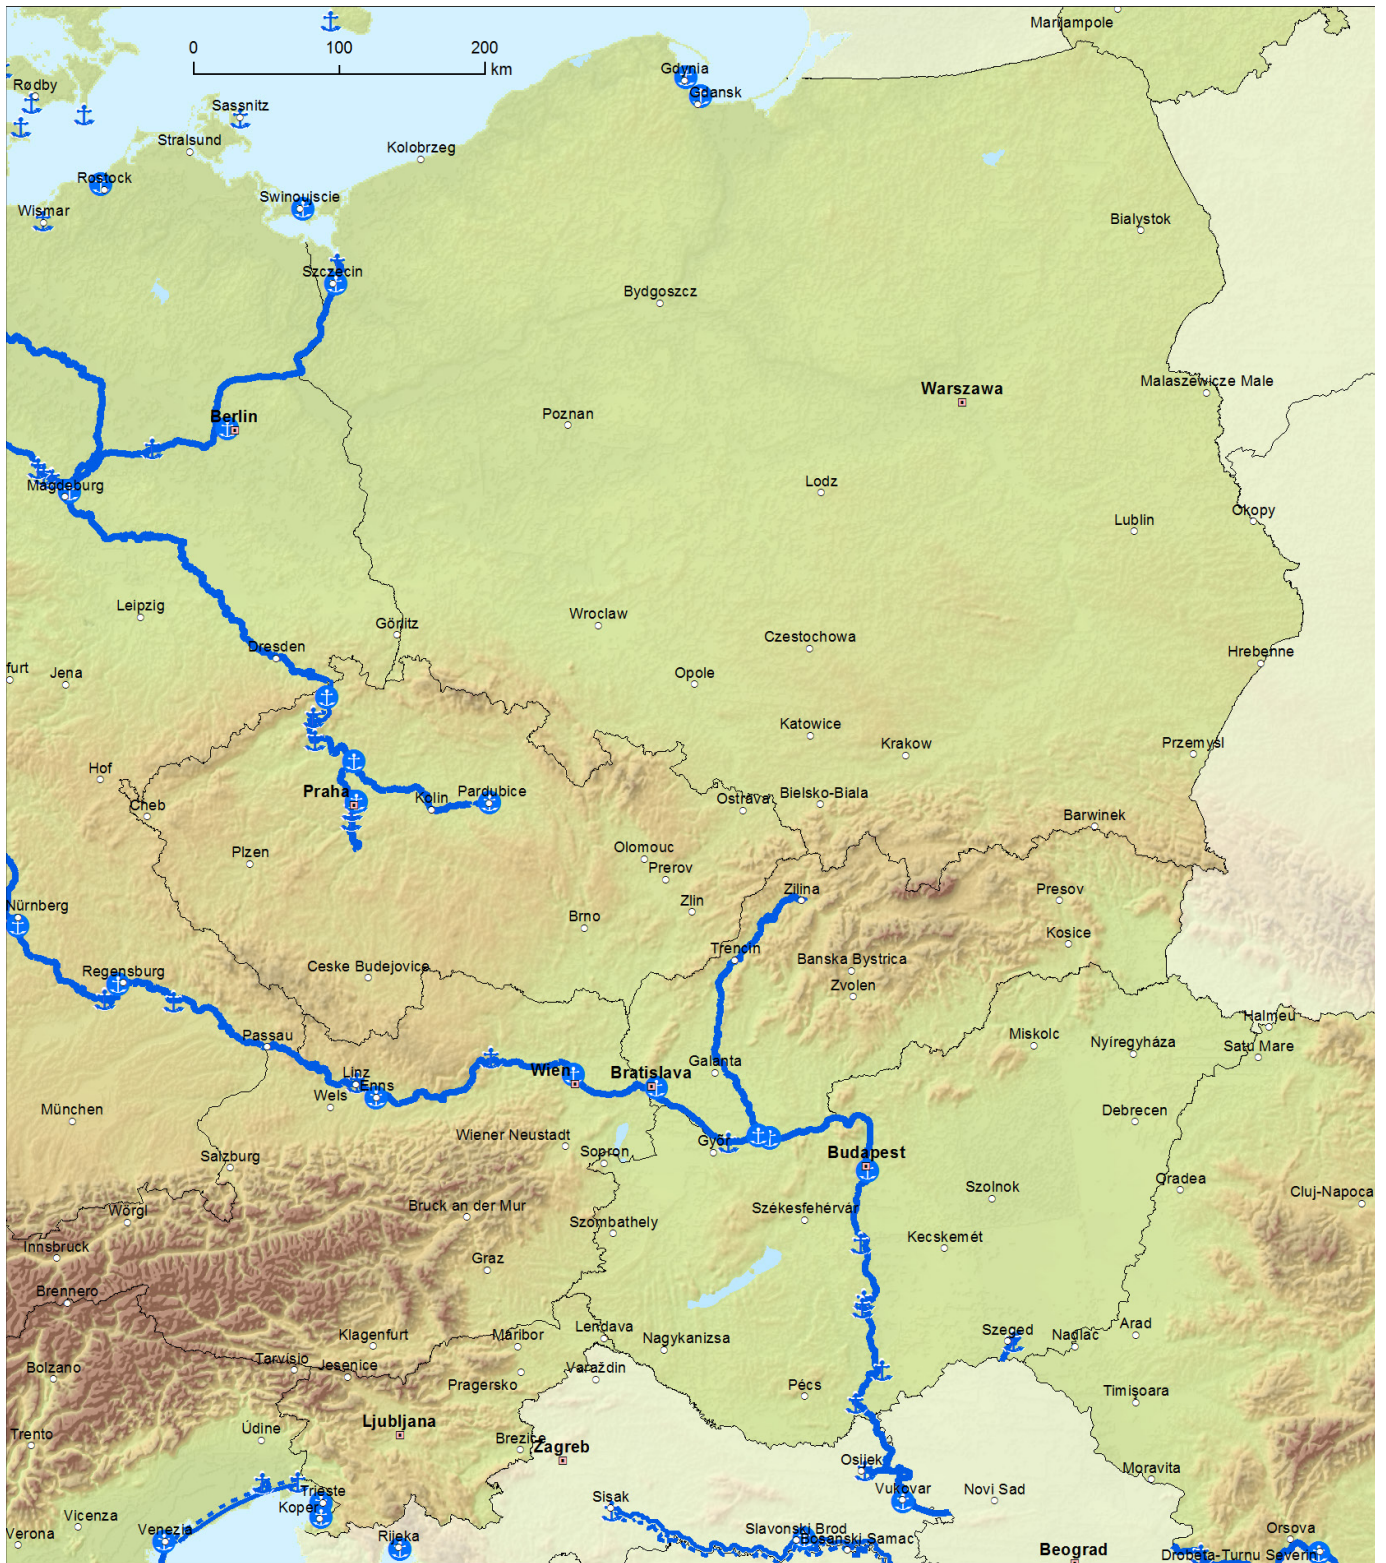 Marijampole
0 100 200
km
Gdynia
Rødby
Gdansk
Sassnitz
Stralsund
Kolobrzeg
Rostock
Swinoujscie
Wismar
Bialystok
Szczecin
Bydgoszcz
Malaszewicze Male
Warszawa
Berlin
Poznan
Lodz
Magdeburg
Okopy
Lublin
Leipzig
Wroclaw
Görlitz
Czestochowa
Dresden
Hrebenne
furt
Jena
Opole
Katowice
Krakow
Przemysl
Hof
Praha
Kolin
Pardubice
Ostrava
Bielsko-Biala
Cheb
Barwinek
Plzen
Olomouc
Prerov
Zilina
Presov
Zlin
Nürnberg
Brno
Kosice
Trencin
Banska Bystrica
Regensburg
Ceske Budejovice
Zvolen
Halmeu
Passau
Miskolc
Nyíregyháza
Satu Mare
Galanta
Linz
Wien
Bratislava
Enns
Wels
München
Debrecen
Wiener Neustadt
Győr
Sopron
Budapest
Salzburg
Oradea
Szolnok
Cluj-Napoca
Wörgl
Bruck an der Mur
Székesfehérvár
Szombathely
Kecskemét
Innsbruck
Graz
Brennero
Lendava
Szeged
Arad
Klagenfurt
Maribor
Nagykanizsa
Naglac
Tarvisio
Jesenice
Bolzano
Varaždin
Pragersko
Pécs
Timişoara
Ljubljana
Údine
Trento
Brezice
Zagreb
Osijek
Moravita
Trieste
Vukovar
Novi Sad
Sisak
Koper
Vicenza
Venezia
Verona
Rijeka
Slavonski Brod
Bosanski Samac
Orsova
Beograd
Drobeta-Turnu Severin